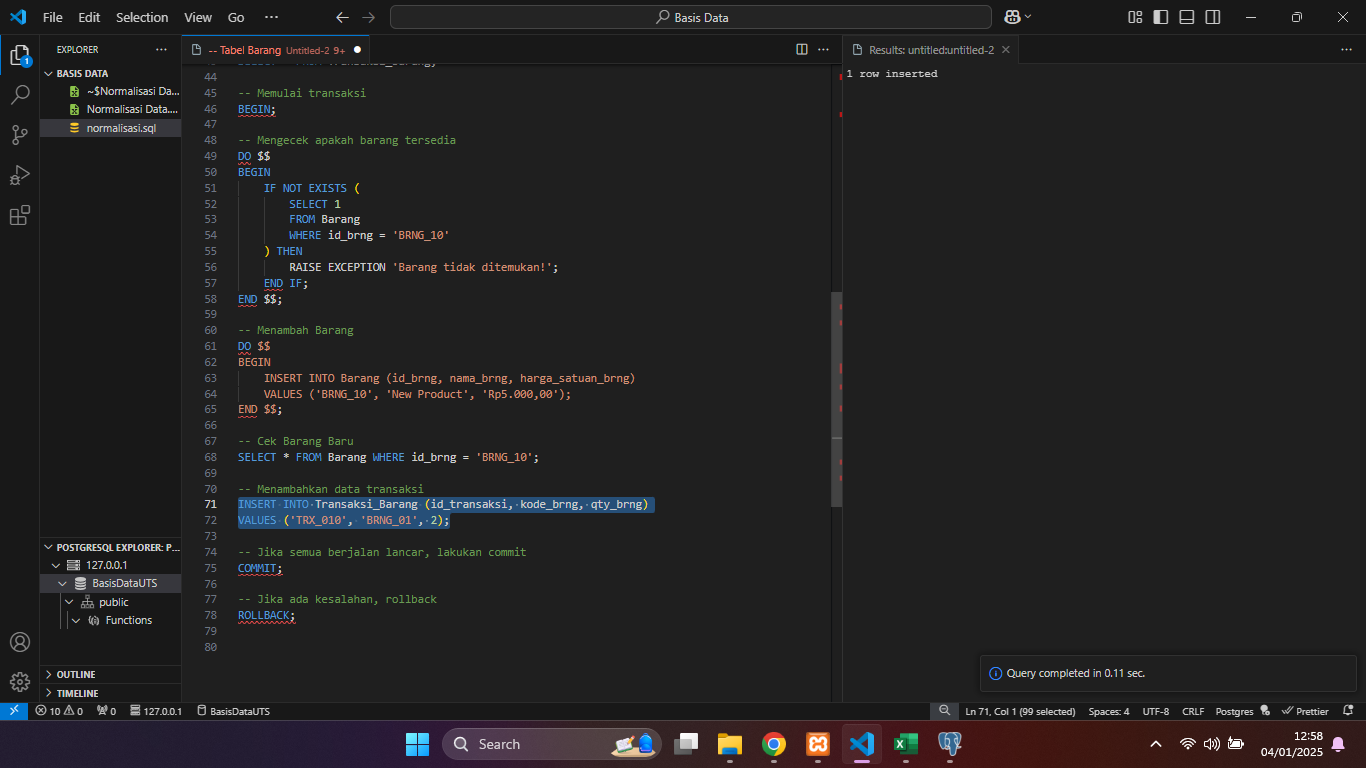 File Edit Selection View Go ··· Basis Data
EXPLORER ···
BASIS DATA
~$Normalisasi Da...
Normalisasi Data....
normalisasi.sql
-- Tabel Barang Untitled-2 9+
44
45 -- Memulai transaksi
46 BEGIN;
47
48 -- Mengecek apakah barang tersedia
49 DO $$
50 BEGIN
51 IF NOT EXISTS (
52 SELECT 1
53 FROM Barang
54 WHERE id_brng = 'BRNG_10'
55 ) THEN
56 RAISE EXCEPTION 'Barang tidak ditemukan!';
57 END IF;
58 END $$;
59
60 -- Menambah Barang
61 DO $$
62 BEGIN
63 INSERT INTO Barang (id_brng, nama_brng, harga_satuan_brng)
64 VALUES ('BRNG_10', 'New Product', 'Rp5.000,00');
65 END $$;
66
67 -- Cek Barang Baru
68 SELECT * FROM Barang WHERE id_brng = 'BRNG_10';
69
70 -- Menambahkan data transaksi
71 INSERT INTO Transaksi_Barang (id_transaksi, kode_brng, qty_brng)
72 VALUES ('TRX_010', 'BRNG_01', 2);
73
74 -- Jika semua berjalan lancar, lakukan commit
75 COMMIT;
76
77 -- Jika ada kesalahan, rollback
78 ROLLBACK;
79
80
Results: untitled:untitled-2
1 row inserted
POSTGRESQL EXPLORER: P...
127.0.0.1
BasisDataUTS
public
Functions
OUTLINE
TIMELINE
Query completed in 0.11 sec.
10 0 0 127.0.0.1 BasisDataUTS Ln 71, Col 1 (99 selected) Spaces: 4 UTF-8 CRLF Postgres Prettier
Search
12:58
04/01/2025